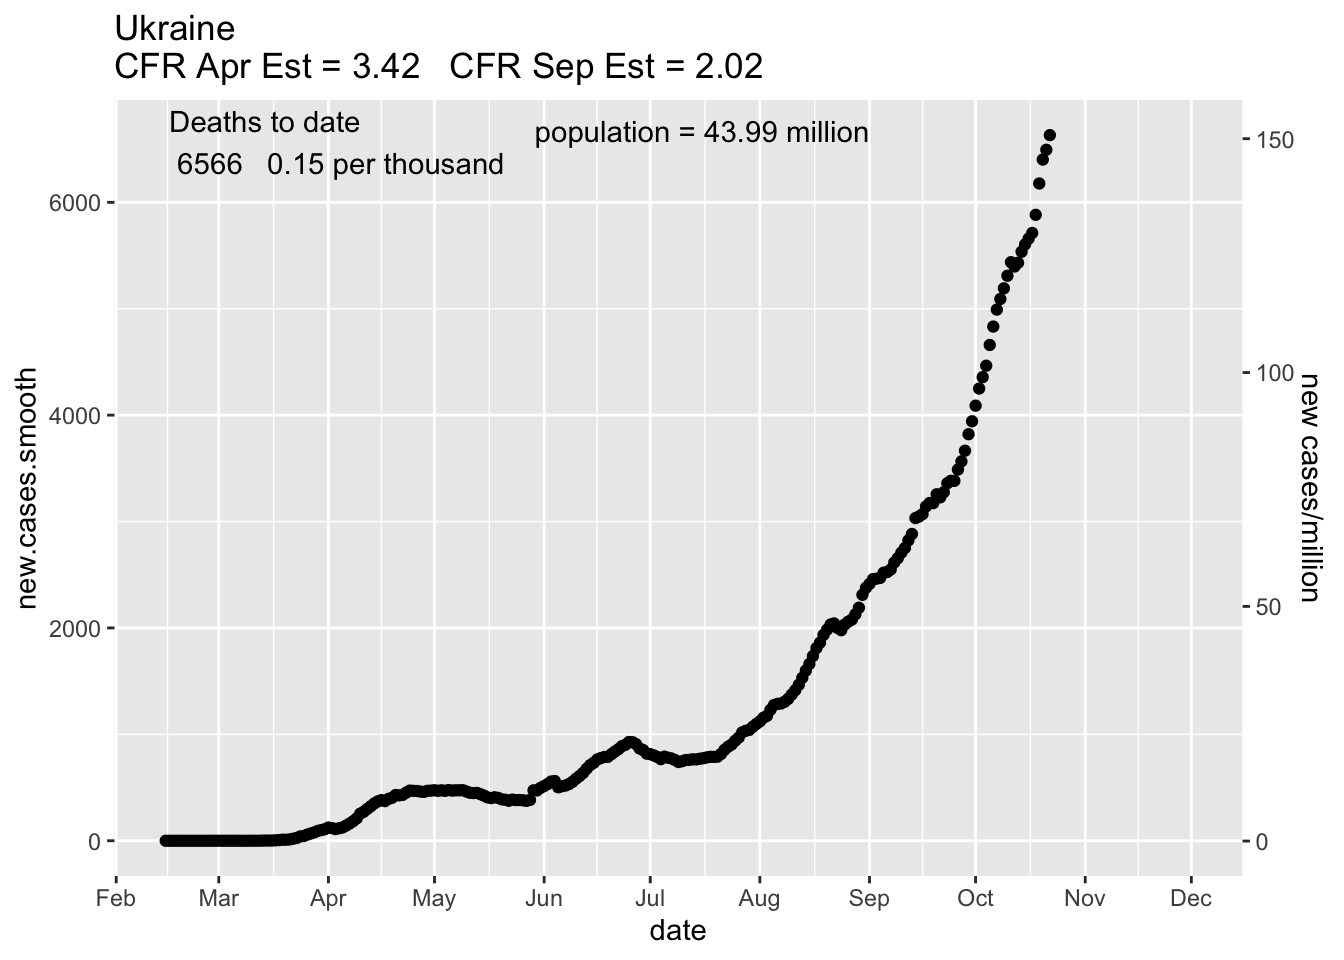 Ukraine
CFR Apr Est = 3.42   CFR Sep Est = 2.02
Deaths to date
6566   0.15 per thousand
population = 43.99 million
6000
4000
2000
0
new.cases.smooth
150
100
50
0
new cases/million
Feb Mar Apr May Jun Jul Aug Sep Oct Nov Dec
date